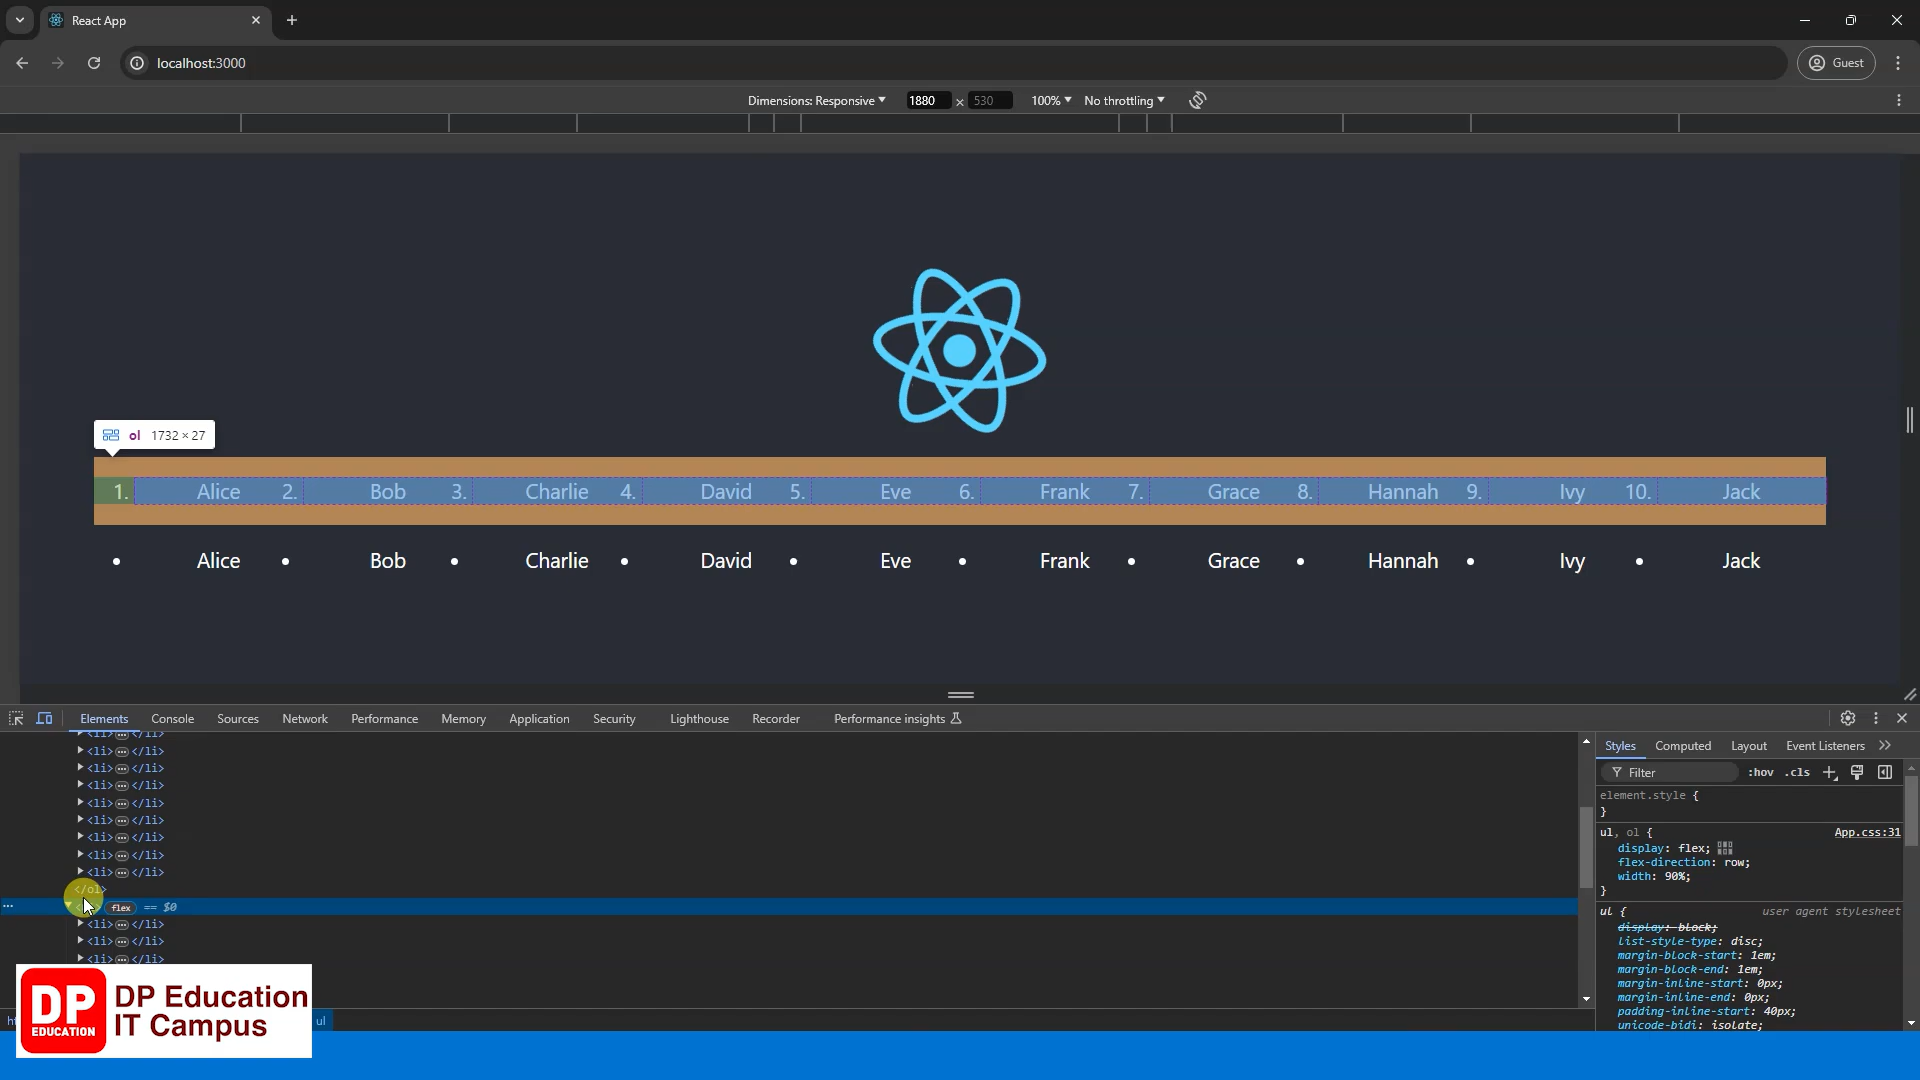 React App
localhost:3000
Guest
Dimensions: Responsive
1880 × 530
100%
No throttling
ol 1732 × 27
1. Alice 2. Bob 3. Charlie 4. David 5. Eve 6. Frank 7. Grace 8. Hannah 9. Ivy 10. Jack
• Alice • Bob • Charlie • David • Eve • Frank • Grace • Hannah • Ivy • Jack
Elements Console Sources Network Performance Memory Application Security Lighthouse Recorder Performance insights
<li>…</li>
<li>…</li>
<li>…</li>
<li>…</li>
<li>…</li>
<li>…</li>
<li>…</li>
<li>…</li>
<li>…</li>
</ol>
flex == $0
<li>…</li>
<li>…</li>
<li>…</li>
ul
Styles Computed Layout Event Listeners
Filter
:hov .cls
element.style {
}
ul, ol { App.css:31
display: flex;
flex-direction: row;
width: 90%;
}
ul { user agent stylesheet
display: block;
list-style-type: disc;
margin-block-start: 1em;
margin-block-end: 1em;
margin-inline-start: 0px;
margin-inline-end: 0px;
padding-inline-start: 40px;
unicode-bidi: isolate;
DP
EDUCATION
DP Education
IT Campus